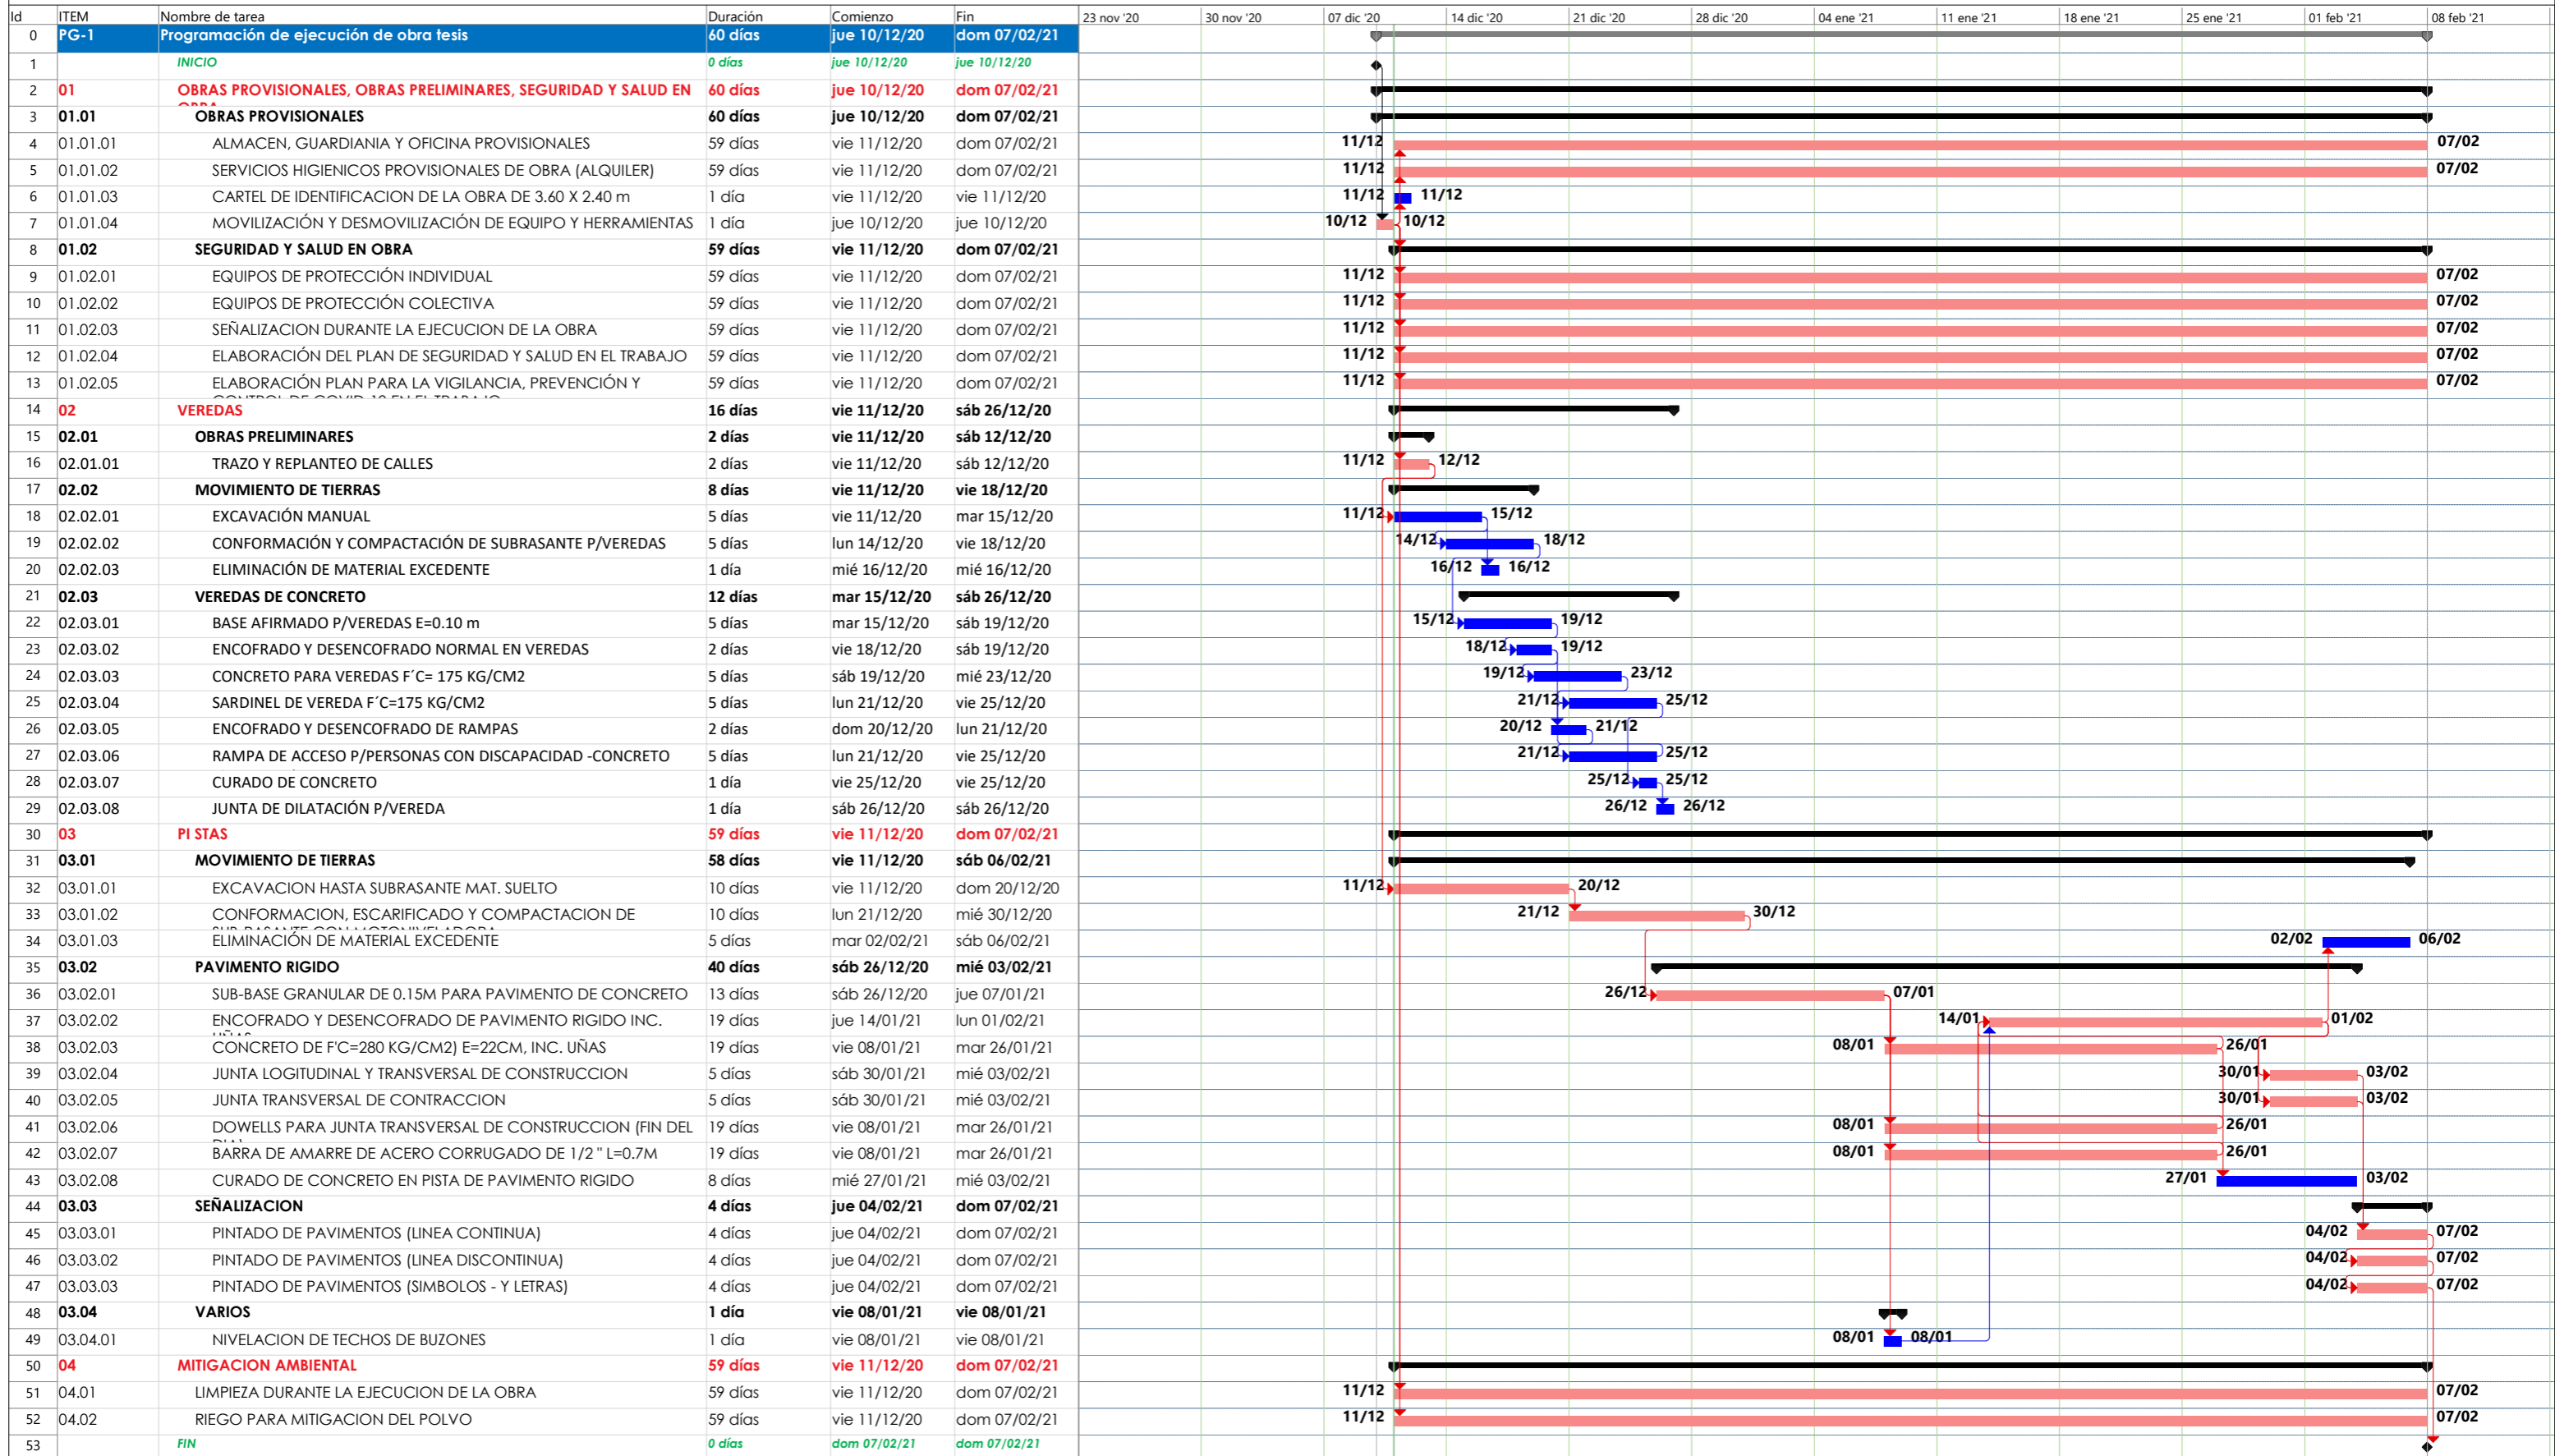 Id ITEM Nombre de tarea Duración Comienzo Fin 23 nov '20 30 nov '20 07 dic '20 14 dic '20 21 dic '20 28 dic '20 04 ene '21 11 ene '21 18 ene '21 25 ene '21 01 feb '21 08 feb '21
0 PG-1 Programación de ejecución de obra tesis 60 días jue 10/12/20 dom 07/02/21
1 INICIO 0 días jue 10/12/20 jue 10/12/20
2 01 OBRAS PROVISIONALES, OBRAS PRELIMINARES, SEGURIDAD Y SALUD EN 60 días jue 10/12/20 dom 07/02/21
3 01.01 OBRAS PROVISIONALES 60 días jue 10/12/20 dom 07/02/21
4 01.01.01 ALMACEN, GUARDIANIA Y OFICINA PROVISIONALES 59 días vie 11/12/20 dom 07/02/21 11/12 07/02
5 01.01.02 SERVICIOS HIGIENICOS PROVISIONALES DE OBRA (ALQUILER) 59 días vie 11/12/20 dom 07/02/21 11/12 07/02
6 01.01.03 CARTEL DE IDENTIFICACION DE LA OBRA DE 3.60 X 2.40 m 1 día vie 11/12/20 vie 11/12/20 11/12 11/12
7 01.01.04 MOVILIZACIÓN Y DESMOVILIZACIÓN DE EQUIPO Y HERRAMIENTAS 1 día jue 10/12/20 jue 10/12/20 10/12 10/12
8 01.02 SEGURIDAD Y SALUD EN OBRA 59 días vie 11/12/20 dom 07/02/21
9 01.02.01 EQUIPOS DE PROTECCIÓN INDIVIDUAL 59 días vie 11/12/20 dom 07/02/21 11/12 07/02
10 01.02.02 EQUIPOS DE PROTECCIÓN COLECTIVA 59 días vie 11/12/20 dom 07/02/21 11/12 07/02
11 01.02.03 SEÑALIZACION DURANTE LA EJECUCION DE LA OBRA 59 días vie 11/12/20 dom 07/02/21 11/12 07/02
12 01.02.04 ELABORACIÓN DEL PLAN DE SEGURIDAD Y SALUD EN EL TRABAJO 59 días vie 11/12/20 dom 07/02/21 11/12 07/02
13 01.02.05 ELABORACIÓN PLAN PARA LA VIGILANCIA, PREVENCIÓN Y 59 días vie 11/12/20 dom 07/02/21 11/12 07/02
14 02 VEREDAS 16 días vie 11/12/20 sáb 26/12/20
15 02.01 OBRAS PRELIMINARES 2 días vie 11/12/20 sáb 12/12/20
16 02.01.01 TRAZO Y REPLANTEO DE CALLES 2 días vie 11/12/20 sáb 12/12/20 11/12 12/12
17 02.02 MOVIMIENTO DE TIERRAS 8 días vie 11/12/20 vie 18/12/20
18 02.02.01 EXCAVACIÓN MANUAL 5 días vie 11/12/20 mar 15/12/20 11/12 15/12
19 02.02.02 CONFORMACIÓN Y COMPACTACIÓN DE SUBRASANTE P/VEREDAS 5 días lun 14/12/20 vie 18/12/20 14/12 18/12
20 02.02.03 ELIMINACIÓN DE MATERIAL EXCEDENTE 1 día mié 16/12/20 mié 16/12/20 16/12 16/12
21 02.03 VEREDAS DE CONCRETO 12 días mar 15/12/20 sáb 26/12/20
22 02.03.01 BASE AFIRMADO P/VEREDAS E=0.10 m 5 días mar 15/12/20 sáb 19/12/20 15/12 19/12
23 02.03.02 ENCOFRADO Y DESENCOFRADO NORMAL EN VEREDAS 2 días vie 18/12/20 sáb 19/12/20 18/12 19/12
24 02.03.03 CONCRETO PARA VEREDAS F´C= 175 KG/CM2 5 días sáb 19/12/20 mié 23/12/20 19/12 23/12
25 02.03.04 SARDINEL DE VEREDA F´C=175 KG/CM2 5 días lun 21/12/20 vie 25/12/20 21/12 25/12
26 02.03.05 ENCOFRADO Y DESENCOFRADO DE RAMPAS 2 días dom 20/12/20 lun 21/12/20 20/12 21/12
27 02.03.06 RAMPA DE ACCESO P/PERSONAS CON DISCAPACIDAD -CONCRETO 5 días lun 21/12/20 vie 25/12/20 21/12 25/12
28 02.03.07 CURADO DE CONCRETO 1 día vie 25/12/20 vie 25/12/20 25/12 25/12
29 02.03.08 JUNTA DE DILATACIÓN P/VEREDA 1 día sáb 26/12/20 sáb 26/12/20 26/12 26/12
30 03 PI STAS 59 días vie 11/12/20 dom 07/02/21
31 03.01 MOVIMIENTO DE TIERRAS 58 días vie 11/12/20 sáb 06/02/21
32 03.01.01 EXCAVACION HASTA SUBRASANTE MAT. SUELTO 10 días vie 11/12/20 dom 20/12/20 11/12 20/12
33 03.01.02 CONFORMACION, ESCARIFICADO Y COMPACTACION DE 10 días lun 21/12/20 mié 30/12/20 21/12 30/12
34 03.01.03 ELIMINACIÓN DE MATERIAL EXCEDENTE 5 días mar 02/02/21 sáb 06/02/21 02/02 06/02
35 03.02 PAVIMENTO RIGIDO 40 días sáb 26/12/20 mié 03/02/21
36 03.02.01 SUB-BASE GRANULAR DE 0.15M PARA PAVIMENTO DE CONCRETO 13 días sáb 26/12/20 jue 07/01/21 26/12 07/01
37 03.02.02 ENCOFRADO Y DESENCOFRADO DE PAVIMENTO RIGIDO INC. 19 días jue 14/01/21 lun 01/02/21 14/01 01/02
38 03.02.03 CONCRETO DE F'C=280 KG/CM2) E=22CM, INC. UÑAS 19 días vie 08/01/21 mar 26/01/21 08/01 26/01
39 03.02.04 JUNTA LOGITUDINAL Y TRANSVERSAL DE CONSTRUCCION 5 días sáb 30/01/21 mié 03/02/21 30/01 03/02
40 03.02.05 JUNTA TRANSVERSAL DE CONTRACCION 5 días sáb 30/01/21 mié 03/02/21 30/01 03/02
41 03.02.06 DOWELLS PARA JUNTA TRANSVERSAL DE CONSTRUCCION (FIN DEL 19 días vie 08/01/21 mar 26/01/21 08/01 26/01
42 03.02.07 BARRA DE AMARRE DE ACERO CORRUGADO DE 1/2 " L=0.7M 19 días vie 08/01/21 mar 26/01/21 08/01 26/01
43 03.02.08 CURADO DE CONCRETO EN PISTA DE PAVIMENTO RIGIDO 8 días mié 27/01/21 mié 03/02/21 27/01 03/02
44 03.03 SEÑALIZACION 4 días jue 04/02/21 dom 07/02/21
45 03.03.01 PINTADO DE PAVIMENTOS (LINEA CONTINUA) 4 días jue 04/02/21 dom 07/02/21 04/02 07/02
46 03.03.02 PINTADO DE PAVIMENTOS (LINEA DISCONTINUA) 4 días jue 04/02/21 dom 07/02/21 04/02 07/02
47 03.03.03 PINTADO DE PAVIMENTOS (SIMBOLOS - Y LETRAS) 4 días jue 04/02/21 dom 07/02/21 04/02 07/02
48 03.04 VARIOS 1 día vie 08/01/21 vie 08/01/21
49 03.04.01 NIVELACION DE TECHOS DE BUZONES 1 día vie 08/01/21 vie 08/01/21 08/01 08/01
50 04 MITIGACION AMBIENTAL 59 días vie 11/12/20 dom 07/02/21
51 04.01 LIMPIEZA DURANTE LA EJECUCION DE LA OBRA 59 días vie 11/12/20 dom 07/02/21 11/12 07/02
52 04.02 RIEGO PARA MITIGACION DEL POLVO 59 días vie 11/12/20 dom 07/02/21 11/12 07/02
53 FIN 0 días dom 07/02/21 dom 07/02/21